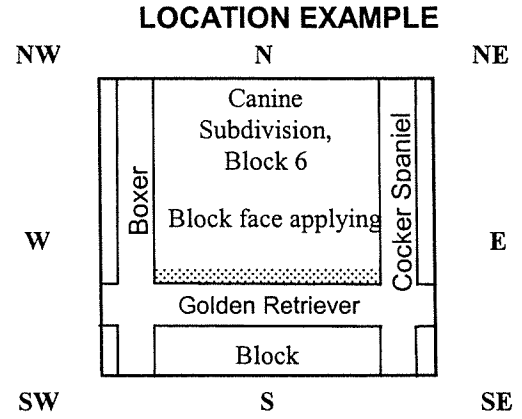 LOCATION EXAMPLE
NW N NE
Canine
Subdivision,
Block 6
Boxer
Cocker Spaniel
Block face applying
W E
Golden Retriever
Block
SW S SE